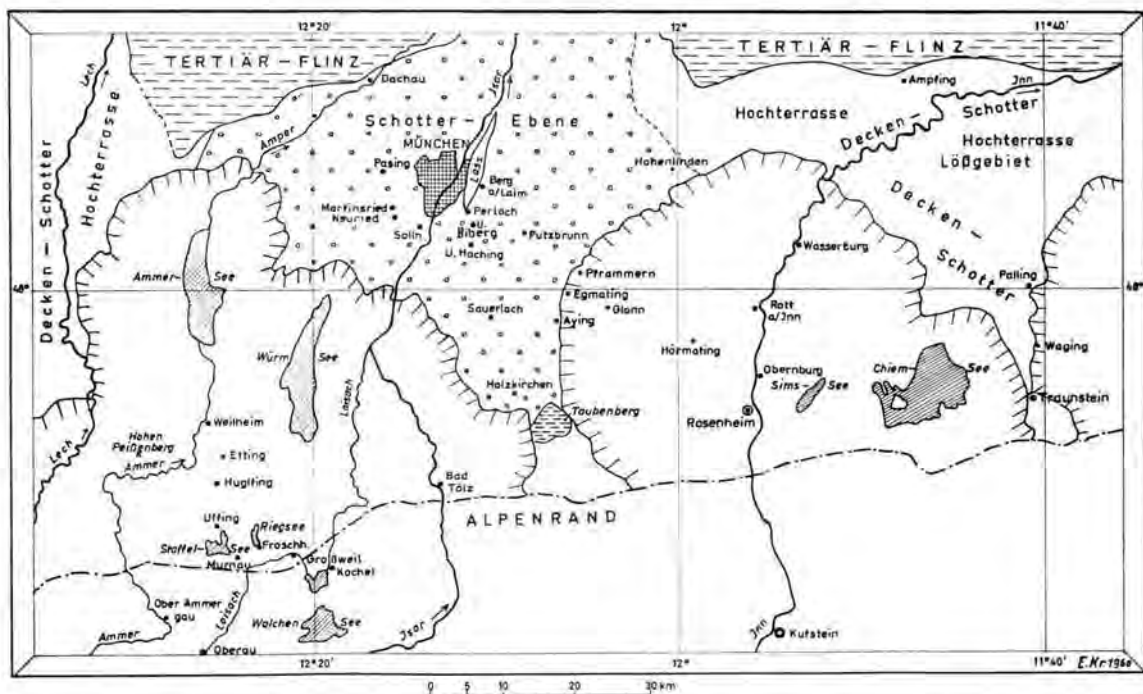 12°20'
12°
11°40'
TERTIÄR – FLINZ
TERTIÄR – FLINZ
Lech
Hochterrasse
Decken – Schotter
Dachau
Amper
Isar
Ampfing
Jnn
Schotter – Ebene
MÜNCHEN
Pasing
Lass
Berg
a/Laim
Perlach
U.
Biberg
U. Haching
Putzbrunn
Martinsried
Neuried
Solln
Hohenlinden
Hochterrasse
Decken – Schotter
Hochterrasse
Lößgebiet
Decken – Schotter
Ammer – See
48°
Pframmern
Egmating
Glonn
Aying
Sauerlach
Wasserburg
Rott
a/Jnn
Palling
48°
Würm See
Loisach
Holzkirchen
Taubenberg
Hörmating
Obernburg
Sims – See
Chiem – See
Waging
Traunstein
Rosenheim
Lech
Hohen
Peißenberg
Ammer
Weilheim
Etting
Huglfing
Uffing
Staffel – See
Riegsee
Froschh.
Murnau
Großweil
Kochel
Bad
Tölz
ALPENRAND
Ober Ammer
gau
Ammer
Loisach
Oberau
Walchen See
Jsar
Jnn
Kufstein
12°20'
12°
11°40'
E.Kr.1960
0 5 10 20 30 km